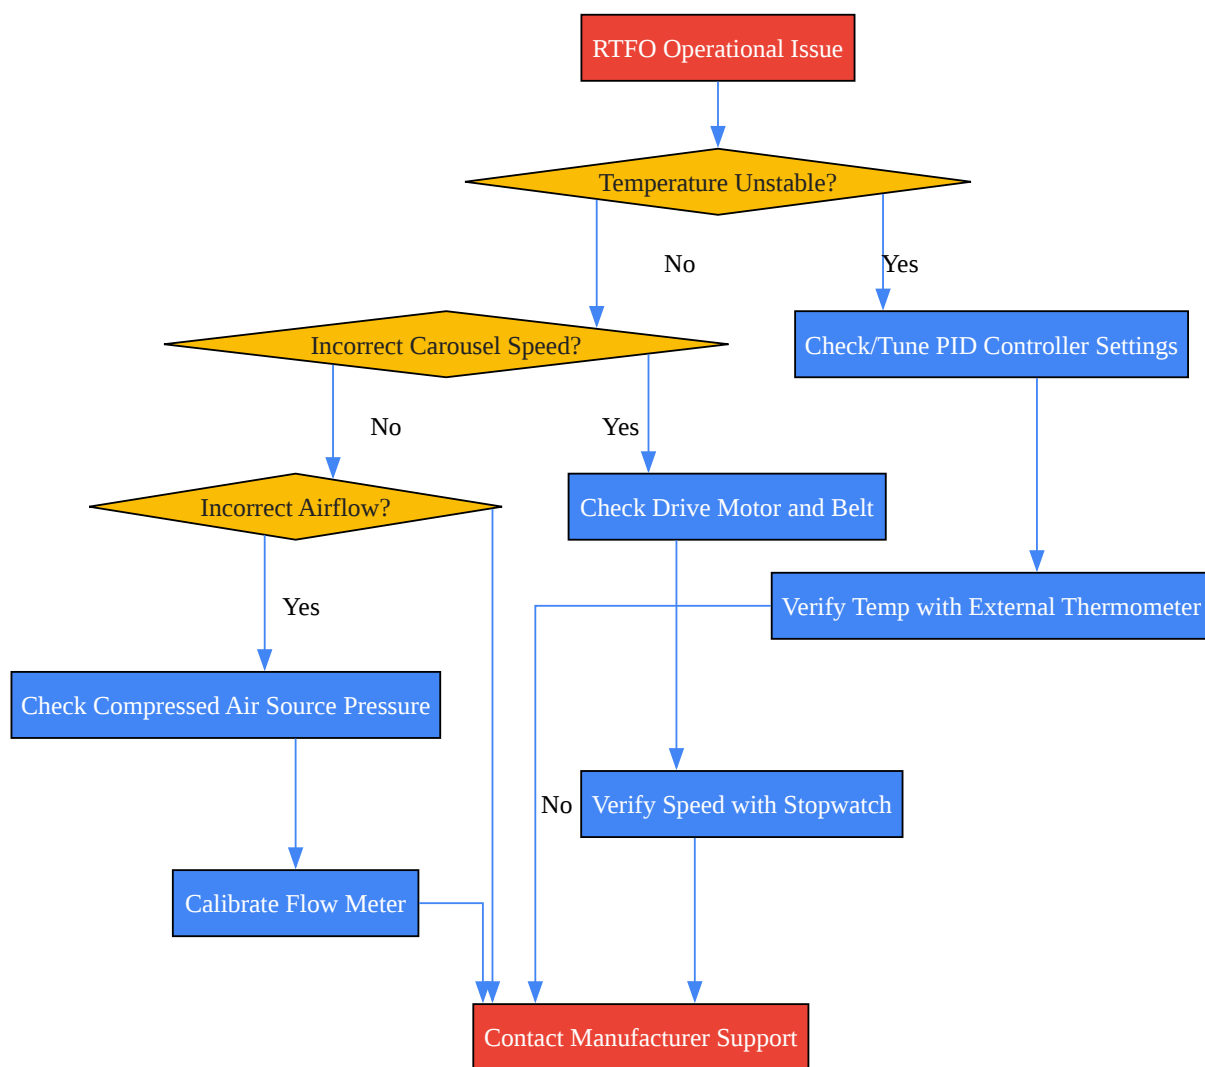 RTFO Operational Issue
Temperature Unstable?
No
Yes
Incorrect Carousel Speed?
Check/Tune PID Controller Settings
No
Yes
Incorrect Airflow?
Check Drive Motor and Belt
Yes
Verify Temp with External Thermometer
Check Compressed Air Source Pressure
No
Verify Speed with Stopwatch
Calibrate Flow Meter
Contact Manufacturer Support